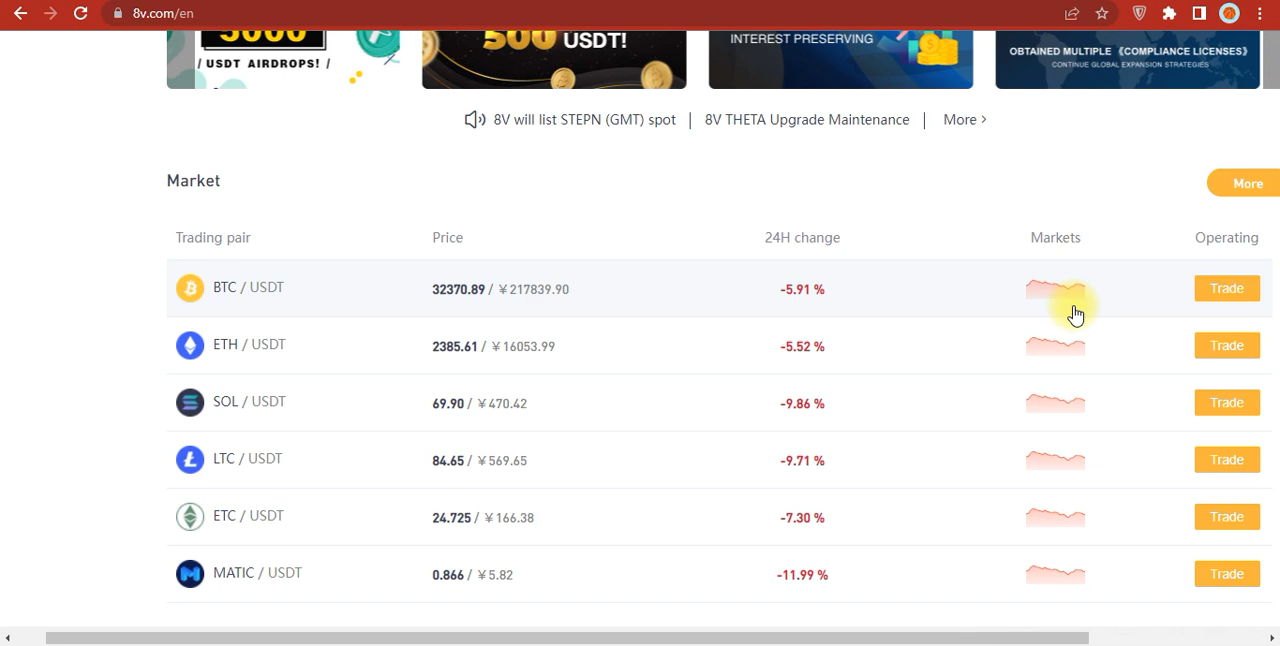 8v.com/en
5000
/ USDT AIRDROPS! /
500 USDT!
INTEREST PRESERVING
OBTAINED MULTIPLE 《COMPLIANCE LICENSES》
CONTINUE GLOBAL EXPANSION STRATEGIES
8V will list STEPN (GMT) spot | 8V THETA Upgrade Maintenance | More >
Market
More
Trading pair Price 24H change Markets Operating
BTC / USDT 32370.89 / ¥217839.90 -5.91 % Trade
ETH / USDT 2385.61 / ¥16053.99 -5.52 % Trade
SOL / USDT 69.90 / ¥470.42 -9.86 % Trade
LTC / USDT 84.65 / ¥569.65 -9.71 % Trade
ETC / USDT 24.725 / ¥166.38 -7.30 % Trade
MATIC / USDT 0.866 / ¥5.82 -11.99 % Trade